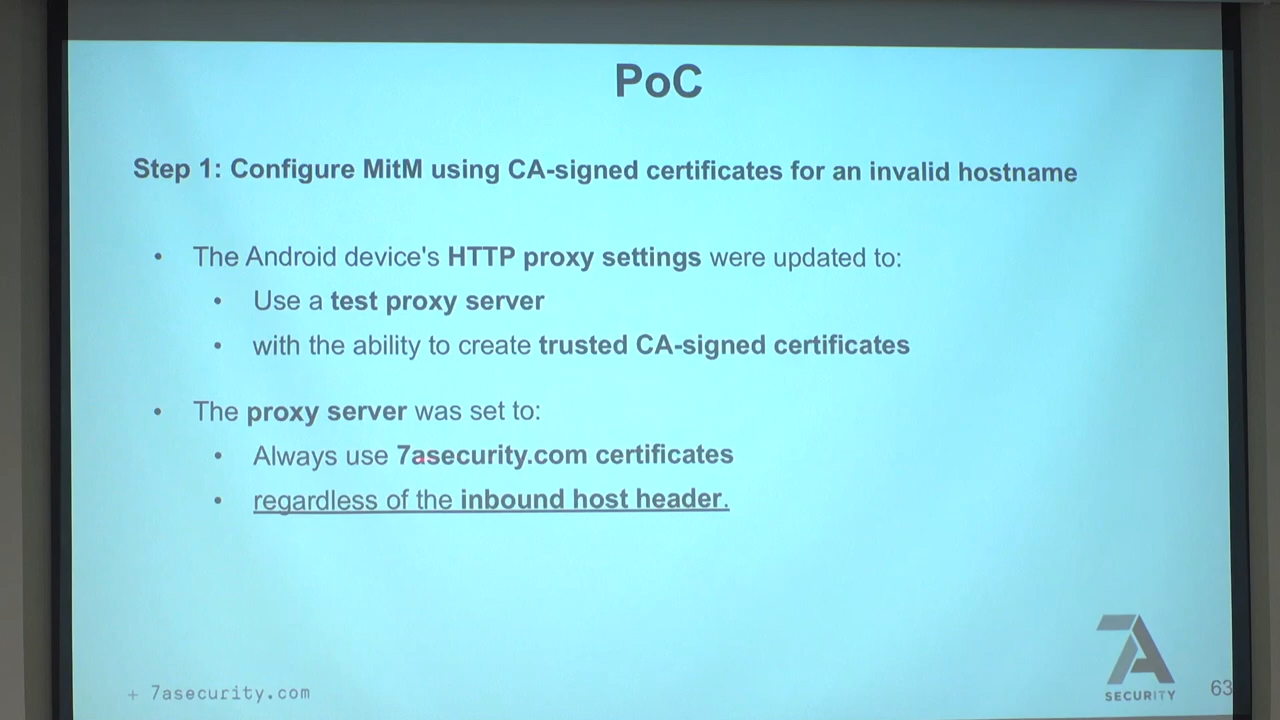 PoC
Step 1: Configure MitM using CA-signed certificates for an invalid hostname
• The Android device's HTTP proxy settings were updated to:
• Use a test proxy server
• with the ability to create trusted CA-signed certificates
• The proxy server was set to:
• Always use 7asecurity.com certificates
• regardless of the inbound host header.
+ 7asecurity.com
7A
SECURITY
63